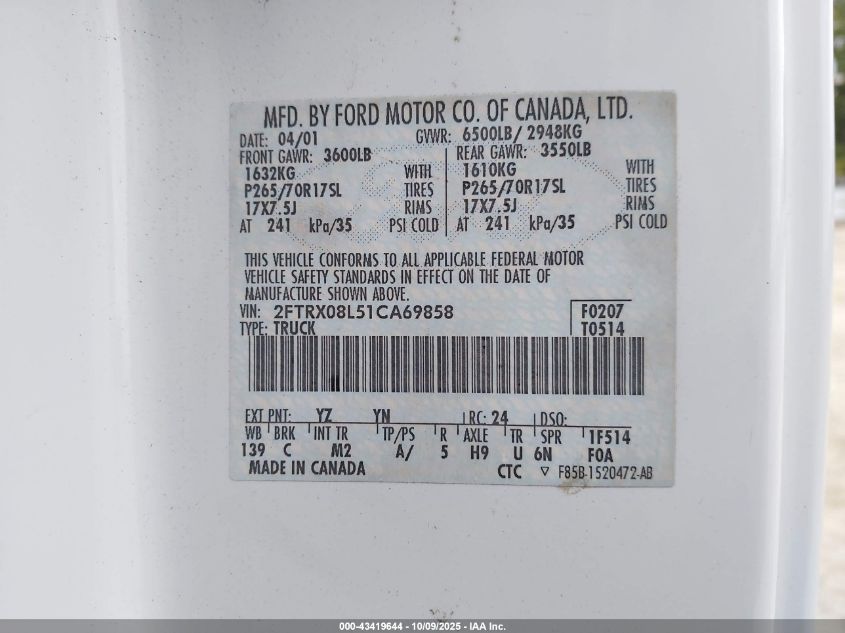 MFD. BY FORD MOTOR CO. OF CANADA, LTD.
DATE: 04/01 GVWR: 6500LB/ 2948KG
FRONT GAWR: 3600LB REAR GAWR: 3550LB
1632KG WITH 1610KG WITH
P265/70R17SL TIRES P265/70R17SL TIRES
17X7.5J RIMS 17X7.5J RIMS
AT 241 kPa/35 PSI COLD AT 241 kPa/35 PSI COLD
THIS VEHICLE CONFORMS TO ALL APPLICABLE FEDERAL MOTOR
VEHICLE SAFETY STANDARDS IN EFFECT ON THE DATE OF
MANUFACTURE SHOWN ABOVE.
VIN: 2FTRX08L51CA69858 F0207
TYPE: TRUCK T0514
EXT PNT: YZ YN RC: 24 DSO:
WB BRK INT TR TP/PS R AXLE TR SPR 1F514
139 C M2 A/ 5 H9 U 6N F0A
MADE IN CANADA CTC ▽ F85B-1520472-AB
000-43419644 - 10/09/2025 - IAA Inc.